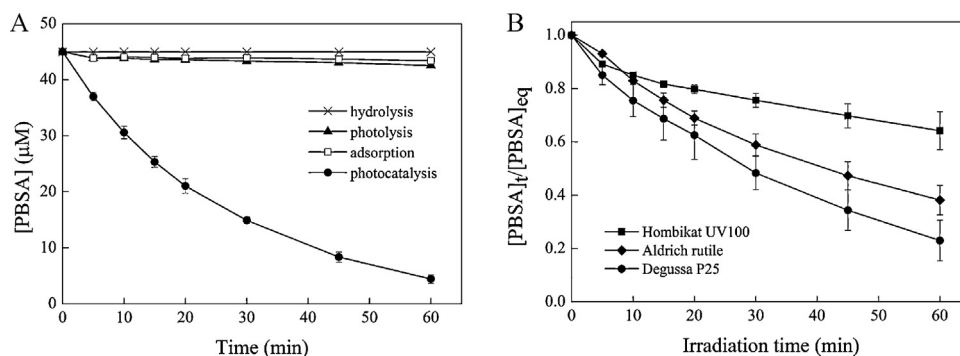 A
50
40
30
20
10
0
[PBSA] (μM)
hydrolysis
photolysis
adsorption
photocatalysis
0 10 20 30 40 50 60
Time (min)
B
1.0
0.8
0.6
0.4
0.2
0.0
[PBSA]t/[PBSA]eq
Hombikat UV100
Aldrich rutile
Degussa P25
0 10 20 30 40 50 60
Irradiation time (min)